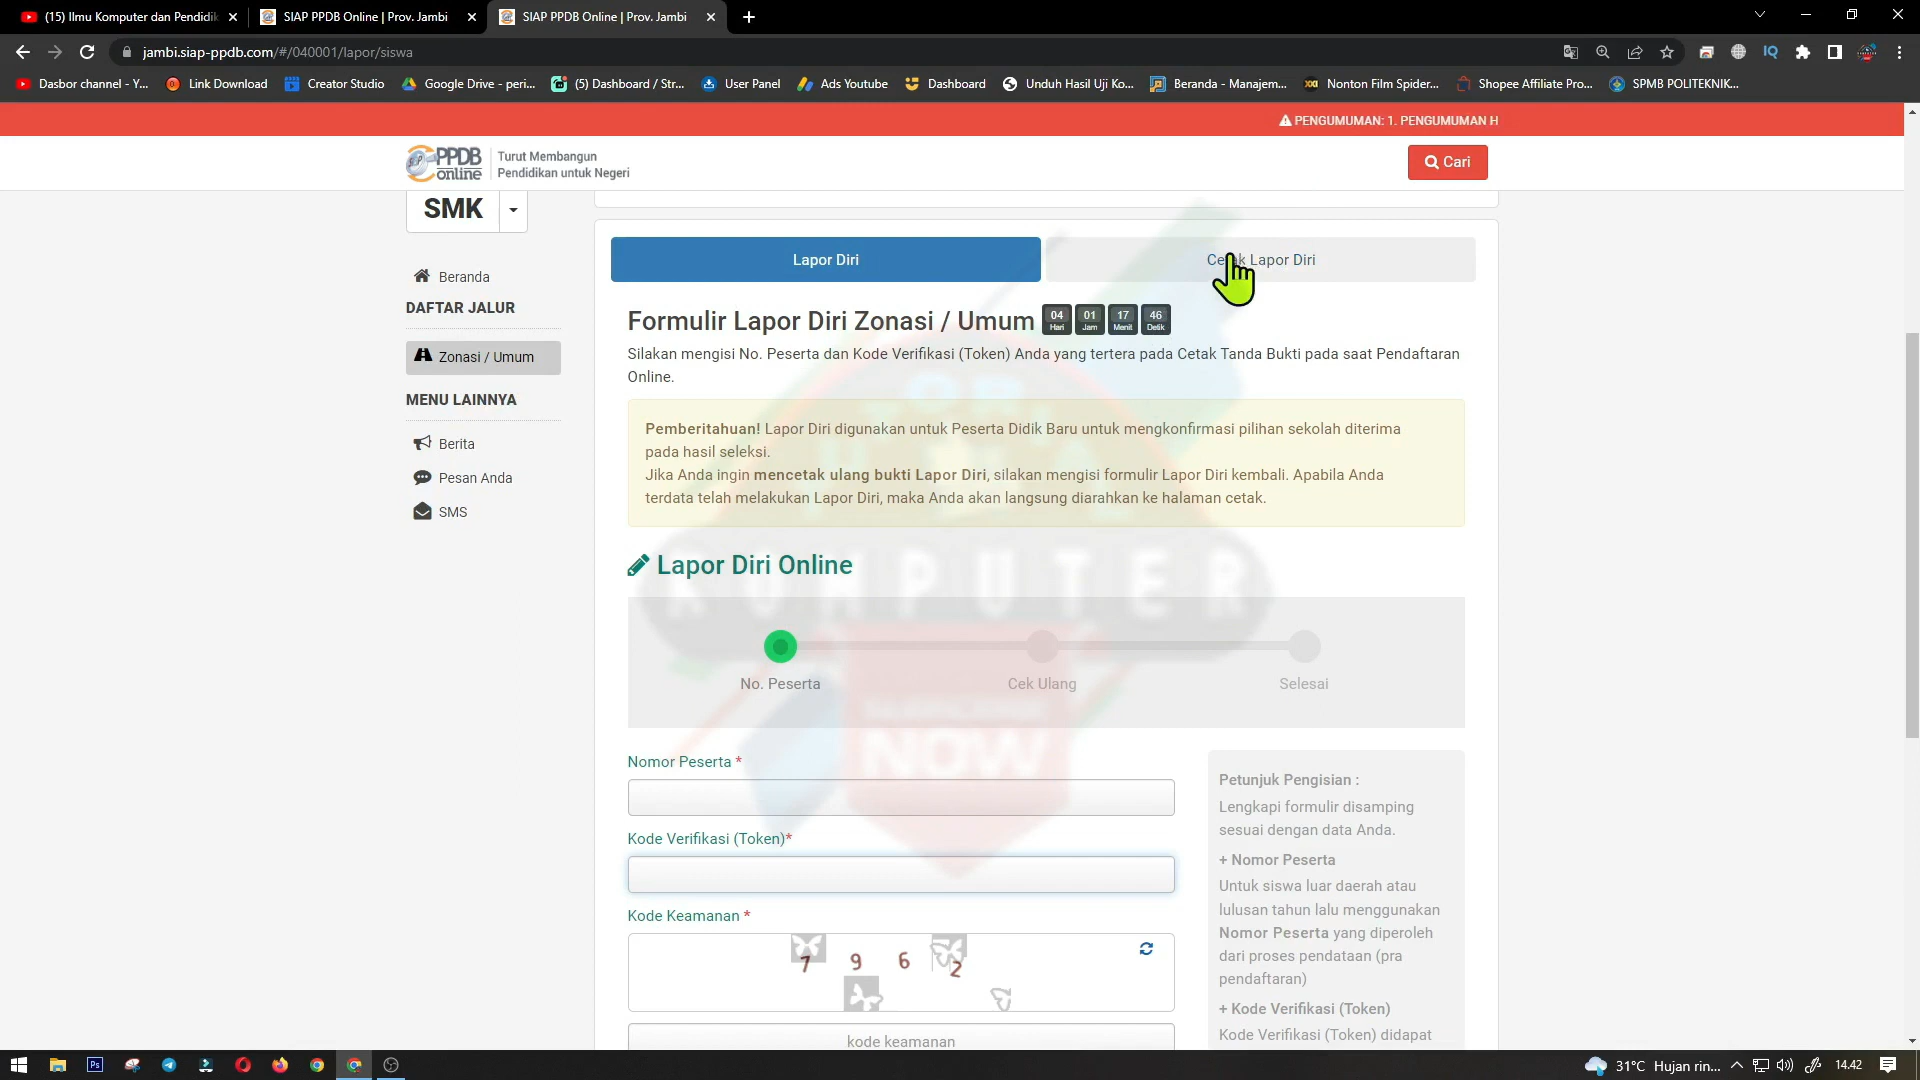 (15) Ilmu Komputer dan Pendidik
SIAP PPDB Online | Prov. Jambi
SIAP PPDB Online | Prov. Jambi
jambi.siap-ppdb.com/#/040001/lapor/siswa
Dasbor channel - Y...
Link Download
Creator Studio
Google Drive - peri...
(5) Dashboard / Str...
User Panel
Ads Youtube
Dashboard
Unduh Hasil Uji Ko...
Beranda - Manajem...
Nonton Film Spider...
Shopee Affiliate Pro...
SPMB POLITEKNIK...
PENGUMUMAN: 1. PENGUMUMAN H
PPDB online
Turut Membangun
Pendidikan untuk Negeri
Cari
SMK
Beranda
DAFTAR JALUR
Zonasi / Umum
MENU LAINNYA
Berita
Pesan Anda
SMS
Lapor Diri
Cetak Lapor Diri
Formulir Lapor Diri Zonasi / Umum
04 Hari 01 Jam 17 Menit 46 Detik
Silakan mengisi No. Peserta dan Kode Verifikasi (Token) Anda yang tertera pada Cetak Tanda Bukti pada saat Pendaftaran
Online.
Pemberitahuan! Lapor Diri digunakan untuk Peserta Didik Baru untuk mengkonfirmasi pilihan sekolah diterima
pada hasil seleksi.
Jika Anda ingin mencetak ulang bukti Lapor Diri, silakan mengisi formulir Lapor Diri kembali. Apabila Anda
terdata telah melakukan Lapor Diri, maka Anda akan langsung diarahkan ke halaman cetak.
KOMPUTER
Lapor Diri Online
No. Peserta
Cek Ulang
Selesai
NOW
Nomor Peserta *
Kode Verifikasi (Token)*
Kode Keamanan *
7 9 6 2
kode keamanan
Petunjuk Pengisian :
Lengkapi formulir disamping
sesuai dengan data Anda.
+ Nomor Peserta
Untuk siswa luar daerah atau
lulusan tahun lalu menggunakan
Nomor Peserta yang diperoleh
dari proses pendataan (pra
pendaftaran)
+ Kode Verifikasi (Token)
Kode Verifikasi (Token) didapat
31°C Hujan rin...
14.42